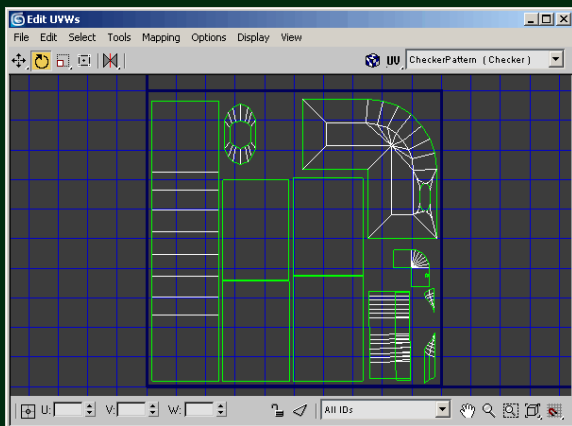 Edit UVWs
File Edit Select Tools Mapping Options Display View
UV CheckerPattern ( Checker )
U: V: W: All IDs